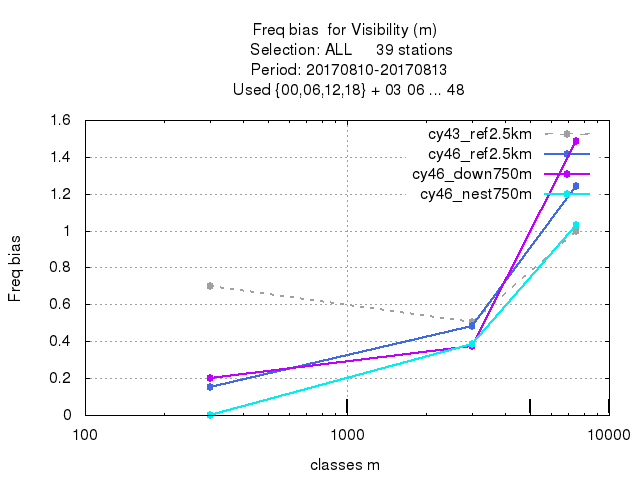 Freq bias  for Visibility (m)
Selection: ALL     39 stations
Period: 20170810-20170813
Used {00,06,12,18} + 03 06 ... 48
1.6
1.4
1.2
1
0.8
0.6
0.4
0.2
0
Freq bias
cy43_ref2.5km
cy46_ref2.5km
cy46_down750m
cy46_nest750m
100
1000
10000
classes m